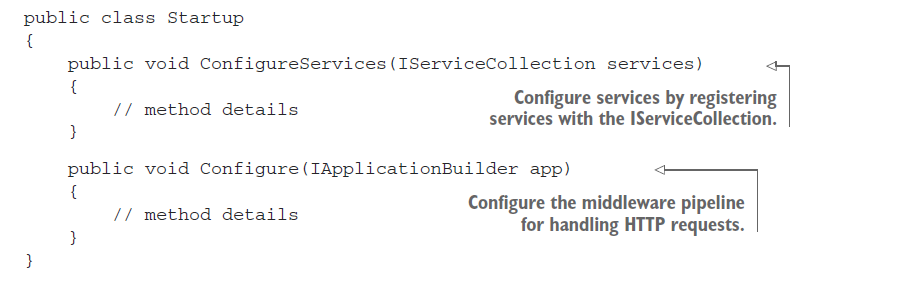 public class Startup
{
public void ConfigureServices(IServiceCollection services)
{
// method details
}
Configure services by registering
services with the IServiceCollection.
public void Configure(IApplicationBuilder app)
{
// method details
}
Configure the middleware pipeline
for handling HTTP requests.
}